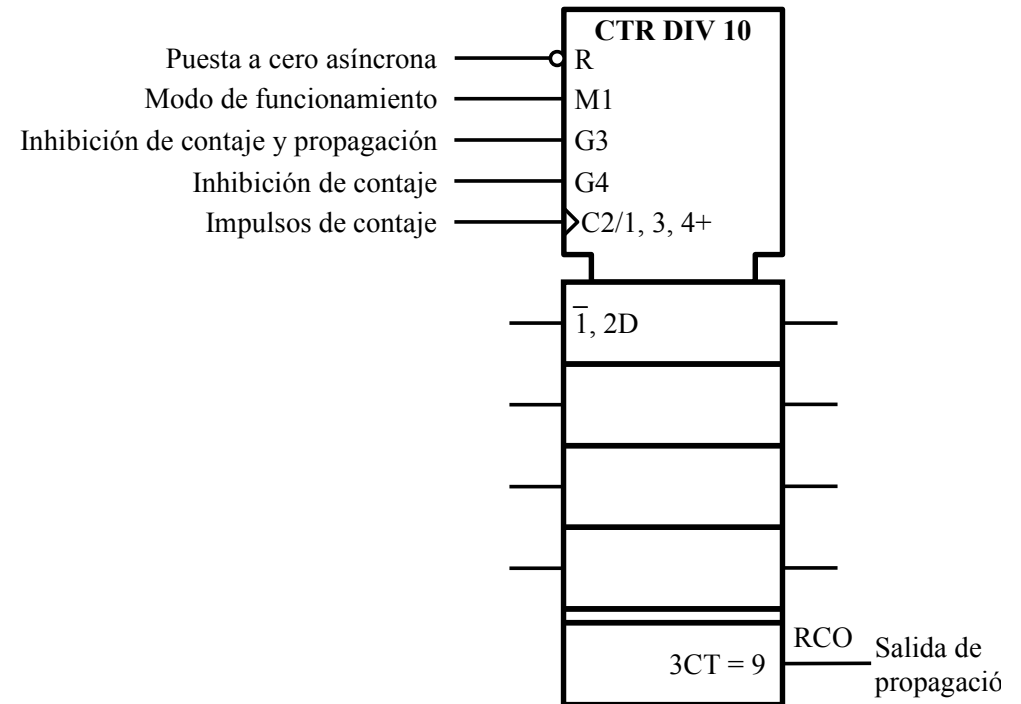 CTR DIV 10
Puesta a cero asíncrona R
Modo de funcionamiento M1
Inhibición de contaje y propagación G3
Inhibición de contaje G4
Impulsos de contaje C2/1, 3, 4+
1̅, 2D
3CT = 9 RCO
Salida de
propagació